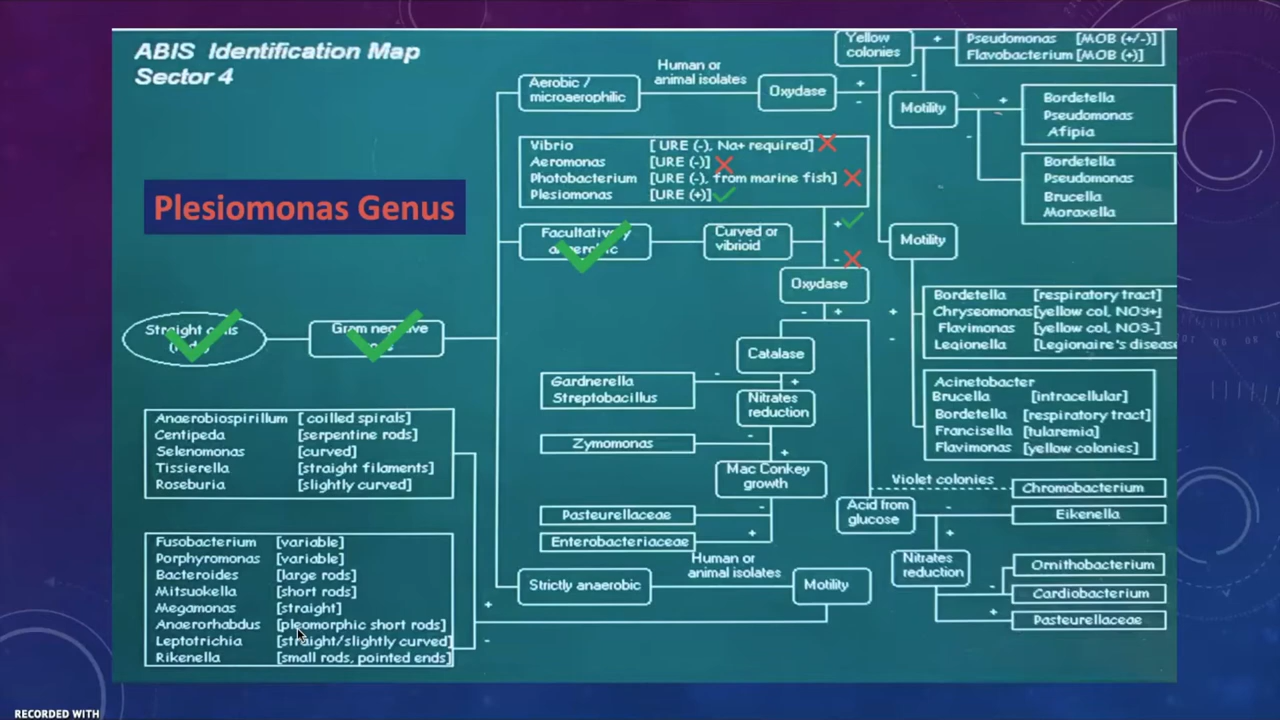 ABIS Identification Map
Sector 4
Plesiomonas Genus
Straight cells
Gram negative
Aerobic /
microaerophilic
Human or
animal isolates
Oxydase
+
-
Yellow
colonies
+
-
Pseudomonas [MOB (+/-)]
Flavobacterium [MOB (+)]
Motility
+
-
Bordetella
Pseudomonas
Afipia
Bordetella
Pseudomonas
Brucella
Moraxella
Vibrio [ URE (-), Na+ required]
Aeromonas [URE (-)]
Photobacterium [URE (-), from marine fish]
Plesiomonas [URE (+)]
Facultatively
anaerobic
Curved or
vibrioid
+
-
Oxydase
- +
Motility
+
-
Bordetella [respiratory tract]
Chryseomonas [yellow col, NO3+]
Flavimonas [yellow col, NO3-]
Legionella [Legionaire's disease
Acinetobacter
Brucella [intracellular]
Bordetella [respiratory tract]
Francisella [tularemia]
Flavimonas [yellow colonies]
Catalase
-
+
Gardnerella
Streptobacillus
Nitrates
reduction
-
+
Zymomonas
Mac Conkey
growth
-
+
Pasteurellaceae
Enterobacteriaceae
Violet colonies
Chromobacterium
Acid from
glucose
-
+
Eikenella
Nitrates
reduction
-
+
Ornithobacterium
Cardiobacterium
Pasteurellaceae
Strictly anaerobic
Human or
animal isolates
Motility
+
-
Anaerobiospirillum [ coilled spirals]
Centipeda [serpentine rods]
Selenomonas [curved]
Tissierella [straight filaments]
Roseburia [slightly curved]
Fusobacterium [variable]
Porphyromonas [variable]
Bacteroides [large rods]
Mitsuokella [short rods]
Megamonas [straight]
Anaerorhabdus [pleomorphic short rods]
Leptotrichia [straight/slightly curved]
Rikenella [small rods, pointed ends]
RECORDED WITH